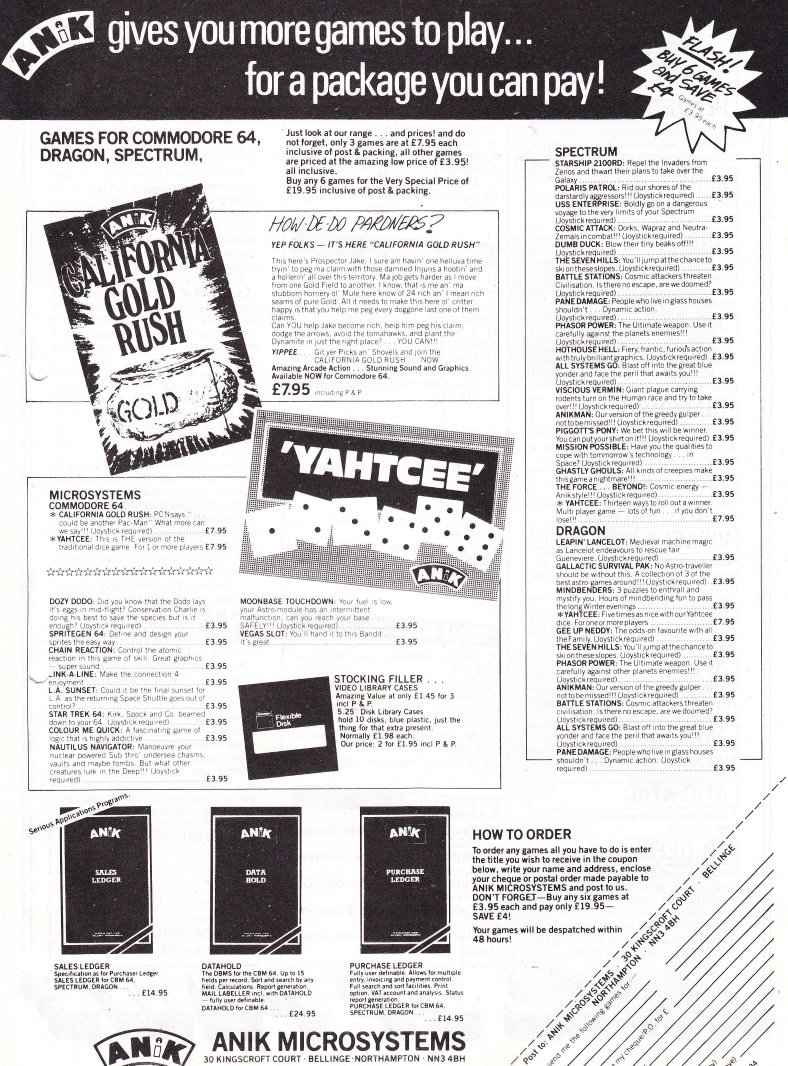 ANiK gives you more games to play...
for a package you can pay!
FLASH!
BUY 6 GAMES
and SAVE
£4
Games at
£3.95 each
GAMES FOR COMMODORE 64,
DRAGON, SPECTRUM,
Just look at our range . . . and prices! and do
not forget, only 3 games are at £7.95 each
inclusive of post & packing, all other games
are priced at the amazing low price of £3.95!
all inclusive.
Buy any 6 games for the Very Special Price of
£19.95 inclusive of post & packing.
ANiK
CALIFORNIA
GOLD
RUSH
GOLD
HOW-DE-DO PARDNERS?
YEP FOLKS — IT'S HERE "CALIFORNIA GOLD RUSH"
This here's Prospector Jake. I sure am havin' one helluva time
tryin' to peg ma claim with those damned Injuns a hootin' and
a hollerin' all over this territory. Ma job gets harder as I move
from one Gold Field to another. I know, that is me an' ma
stubborn hornery ol' Mule here know of 24 rich an' I mean rich
seams of pure Gold. All it needs to make this here ol' critter
happy is that you help me peg every doggone last one of them
claims.
Can YOU help Jake become rich, help him peg his claim,
dodge the arrows, avoid the tomahawks, and plant the
Dynamite in just the right place? . . . YOU CAN!!!
YIPPEE . . . Git yer Picks an' Shovels and join the
CALIFORNIA GOLD RUSH . . . NOW
Amazing Arcade Action . . . Stunning Sound and Graphics
Available NOW for Commodore 64.
£7.95 including P & P
'YAHTCEE'
ANiK
MICROSYSTEMS
COMMODORE 64
* CALIFORNIA GOLD RUSH: PCN says " . . .
could be another Pac-Man" What more can
we say!!! (Joystick required) £7.95
* YAHTCEE: This is THE version of the
traditional dice game. For 1 or more players £7.95
☆☆☆☆☆☆☆☆☆☆☆☆☆☆☆☆☆☆☆☆
DOZY DODO: Did you know that the Dodo lays
it's eggs in mid-flight? Conservation Charlie is
doing his best to save the species but is it
enough? (Joystick required) £3.95
SPRITEGEN 64: Define and design your
sprites the easy way £3.95
CHAIN REACTION: Control the atomic
reaction in this game of skill. Great graphics
— super sound £3.95
LINK-A-LINE: Make the connection 4
enjoyment £3.95
L.A. SUNSET: Could it be the final sunset for
L.A. as the returning Space Shuttle goes out of
control? £3.95
STAR TREK 64: Kirk, Spock and Co. beamed
down to your 64. (Joystick required) £3.95
COLOUR ME QUICK: A fascinating game of
logic that is highly addictive £3.95
NAUTILUS NAVIGATOR: Manoeuvre your
nuclear powered Sub thro' undersea chasms,
vaults and maybe tombs. But what other
creatures lurk in the Deep!!! (Joystick
required) £3.95
MOONBASE TOUCHDOWN: Your fuel is low,
your Astro-module has an intermittent
malfunction, can you reach your base
SAFELY!!! (Joystick required) £3.95
VEGAS SLOT: You'll hand it to this Bandit . .
It's great £3.95
Flexible
Disk
STOCKING FILLER . . .
VIDEO LIBRARY CASES
Amazing Value at only £1.45 for 3
incl P & P.
5.25" Disk Library Cases
hold 10 disks, blue plastic, just the
thing for that extra present.
Normally £1.98 each.
Our price: 2 for £1.95 incl P & P.
SPECTRUM
STARSHIP 2100RD: Repel the Invaders from
Zenos and thwart their plans to take over the
Galaxy £3.95
POLARIS PATROL: Rid our shores of the
dastardly aggressors!!! (Joystick required) £3.95
USS ENTERPRISE: Boldly go on a dangerous
voyage to the very limits of your Spectrum
(Joystick required) £3.95
COSMIC ATTACK: Dorks, Wapraz and Neutra-
Zemals in combat!!! (Joystick required) £3.95
DUMB DUCK: Blow their tiny beaks off!!!
(Joystick required) £3.95
THE SEVEN HILLS: You'll jump at the chance to
ski on these slopes. (Joystick required) £3.95
BATTLE STATIONS: Cosmic attackers threaten
Civilisation. Is there no escape, are we doomed?
(Joystick required) £3.95
PANE DAMAGE: People who live in glass houses
shouldn't . . . Dynamic action.
(Joystick required) £3.95
PHASOR POWER: The Ultimate weapon. Use it
carefully against the planets enemies!!!
(Joystick required) £3.95
HOTHOUSE HELL: Fiery, frantic, furious action
with truly brilliant graphics. (Joystick required) £3.95
ALL SYSTEMS GO: Blast off into the great blue
yonder and face the peril that awaits you!!!
(Joystick required) £3.95
VISCIOUS VERMIN: Giant plague carrying
rodents turn on the Human race and try to take
over!!! (Joystick required) £3.95
ANIKMAN: Our version of the greedy gulper . .
not to be missed!!! (Joystick required) £3.95
PIGGOTT'S PONY: We bet this will be winner.
You can put your shirt on it!!! (Joystick required) £3.95
MISSION POSSIBLE: Have you the qualities to
cope with tommorow's technology . . . in
Space? (Joystick required) £3.95
GHASTLY GHOULS: All kinds of creepies make
this game a nightmare!!! £3.95
THE FORCE . . . BEYOND!: Cosmic energy —
Anik style!!! (Joystick required) £3.95
* YAHTCEE: Thirteen ways to roll out a winner.
Multi player game — lots of fun . . . if you don't
lose!!! £7.95
DRAGON
LEAPIN' LANCELOT: Medieval machine magic
as Lancelot endeavours to rescue fair
Gueneviere. (Joystick required) £3.95
GALLACTIC SURVIVAL PAK: No Astro-traveller
should be without this. A collection of 3 of the
best astro-games around!!! (Joystick required) £3.95
MINDBENDERS: 3 puzzles to enthrall and
mystify you. Hours of mindbending fun to pass
the long Winter evenings £3.95
* YAHTCEE: Five times as nice with our Yahtcee
dice. For one or more players £7.95
GEE UP NEDDY: The odds-on favourite with all
the Family. (Joystick required) £3.95
THE SEVEN HILLS: You'll jump at the chance to
ski on these slopes. (Joystick required) £3.95
PHASOR POWER: The Ultimate weapon. Use it
carefully against other planets enemies!!!
(Joystick required) £3.95
ANIKMAN: Our version of the greedy gulper . . .
not to be missed!!! (Joystick required) £3.95
BATTLE STATIONS: Cosmic attackers threaten
civilisation. Is there no escape, are we doomed?
(Joystick required) £3.95
ALL SYSTEMS GO: Blast off into the great blue
yonder and face the peril that awaits you!!!
(Joystick required) £3.95
PANE DAMAGE: People who live in glass houses
shouldn't . . . Dynamic action. (Joystick
required) £3.95
Serious Applications Programs.
ANiK
SALES
LEDGER
ANiK
DATA
HOLD
ANiK
PURCHASE
LEDGER
SALES LEDGER
Specification as for Purchaser Ledger.
SALES LEDGER for CBM 64,
SPECTRUM, DRAGON . . .
£14.95
DATAHOLD
The DBMS for the CBM 64. Up to 15
fields per record. Sort and search by any
field. Calculations. Report generation.
MAIL LABELLER incl. with DATAHOLD
— fully user definable.
DATAHOLD for CBM 64 . . .
£24.95
PURCHASE LEDGER
Fully user definable. Allows for multiple
entry, invoicing and payment control.
Full search and sort facilities. Print
option. VAT account and analysis. Status
report generation.
PURCHASE LEDGER for CBM 64,
SPECTRUM, DRAGON . . .
£14.95
HOW TO ORDER
To order any games all you have to do is enter
the title you wish to receive in the coupon
below, write your name and address, enclose
your cheque or postal order made payable to
ANIK MICROSYSTEMS and post to us.
DON'T FORGET—Buy any six games at
£3.95 each and pay only £19.95—
SAVE £4!
Your games will be despatched within
48 hours!
Post to: ANIK MICROSYSTEMS 30 KINGSCROFT COURT BELLINGE
NORTHAMPTON NN3 4BH
send me the following games for
my cheque/P.O. for £
ANiK ANIK MICROSYSTEMS
30 KINGSCROFT COURT · BELLINGE · NORTHAMPTON · NN3 4BH